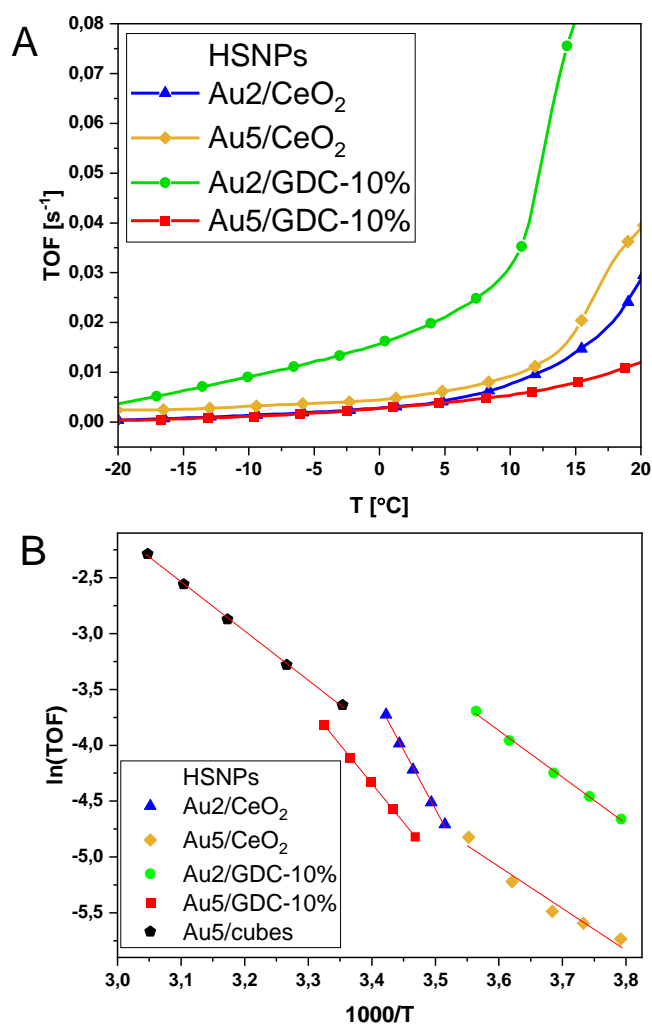 A
0,08
0,07
0,06
0,05
0,04
0,03
0,02
0,01
0,00
TOF [s⁻¹]
HSNPs
Au2/CeO₂
Au5/CeO₂
Au2/GDC-10%
Au5/GDC-10%
-20 -15 -10 -5 0 5 10 15 20
T [°C]
B
-2,5
-3,0
-3,5
-4,0
-4,5
-5,0
-5,5
ln(TOF)
HSNPs
Au2/CeO₂
Au5/CeO₂
Au2/GDC-10%
Au5/GDC-10%
Au5/cubes
3,0 3,1 3,2 3,3 3,4 3,5 3,6 3,7 3,8
1000/T